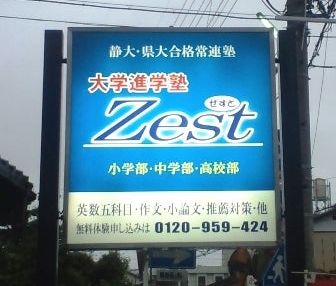 静大・県大合格常連塾
大学進学塾
ぜすと
Zest
小学部・中学部・高校部
英数五科目・作文・小論文・推薦対策・他
無料体験申し込みは 0120-959-424